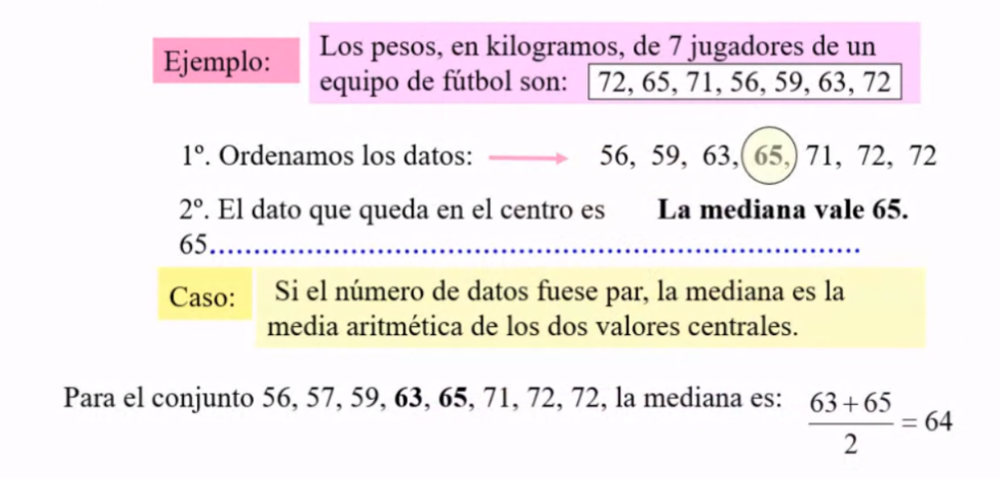 Ejemplo:
Los pesos, en kilogramos, de 7 jugadores de un
equipo de fútbol son: 72, 65, 71, 56, 59, 63, 72
1º. Ordenamos los datos: 56, 59, 63, 65, 71, 72, 72
2º. El dato que queda en el centro es La mediana vale 65.
65.
Caso:
Si el número de datos fuese par, la mediana es la
media aritmética de los dos valores centrales.
Para el conjunto 56, 57, 59, 63, 65, 71, 72, 72, la mediana es:
63 + 65
2
= 64